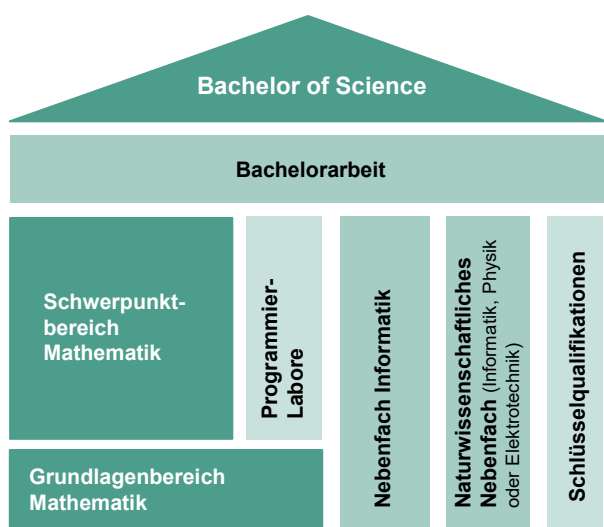 Bachelor of Science
Bachelorarbeit
Schwerpunkt-
bereich
Mathematik
Programmier-
Labore
Nebenfach Informatik
Naturwissenschaftliches
Nebenfach (Informatik, Physik
oder Elektrotechnik)
Schlüsselqualifikationen
Grundlagenbereich
Mathematik